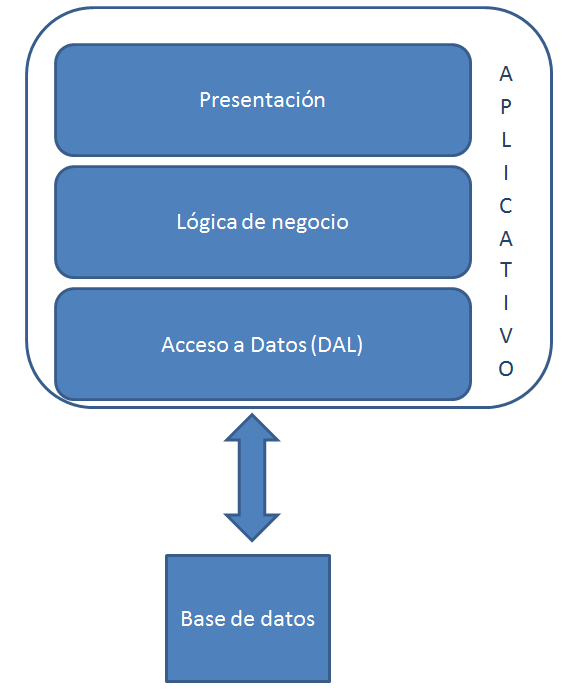 Presentación
Lógica de negocio
Acceso a Datos (DAL)
A
P
L
I
C
A
T
I
V
O
Base de datos